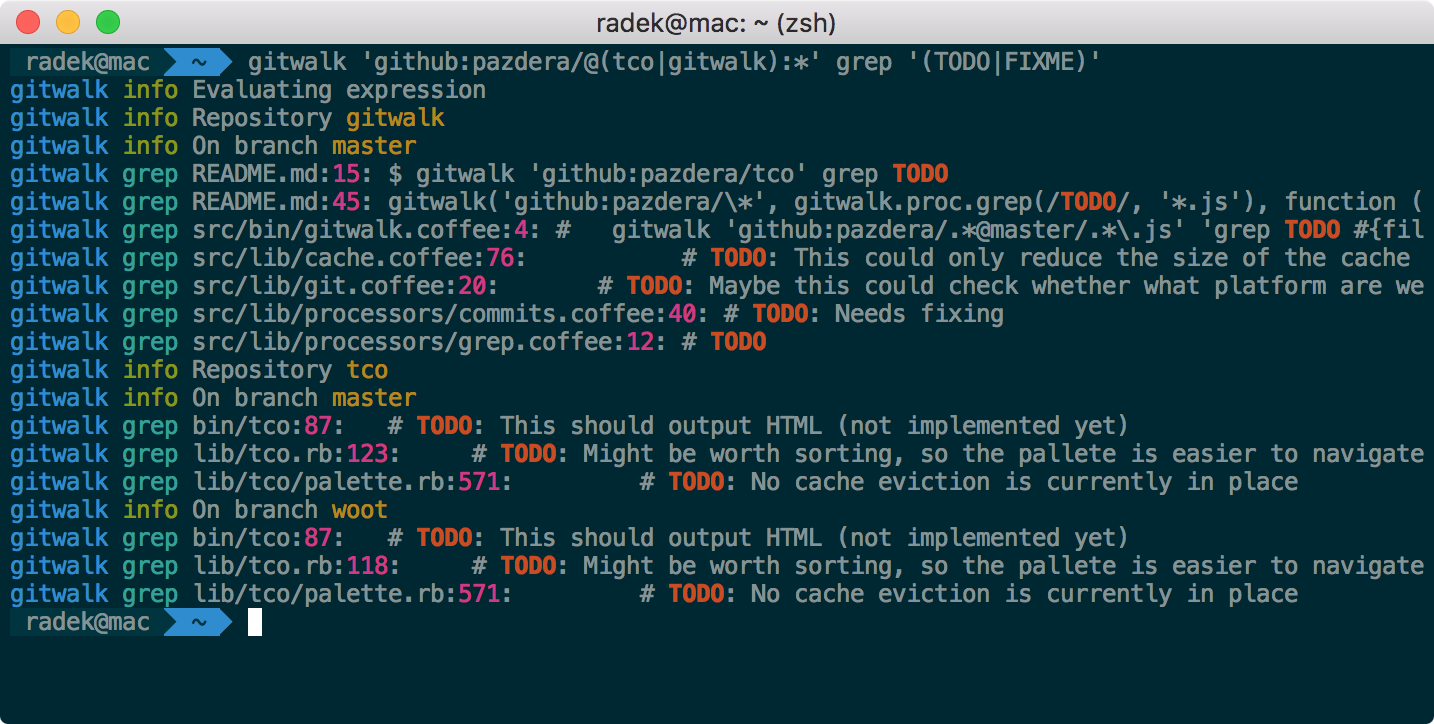 radek@mac: ~ (zsh)
radek@mac ~ gitwalk 'github:pazdera/@(tco|gitwalk):*' grep '(TODO|FIXME)'
gitwalk info Evaluating expression
gitwalk info Repository gitwalk
gitwalk info On branch master
gitwalk grep README.md:15: $ gitwalk 'github:pazdera/tco' grep TODO
gitwalk grep README.md:45: gitwalk('github:pazdera/\*', gitwalk.proc.grep(/TODO/, '*.js'), function (
gitwalk grep src/bin/gitwalk.coffee:4: #   gitwalk 'github:pazdera/.*@master/.*\.js' 'grep TODO #{fil
gitwalk grep src/lib/cache.coffee:76:           # TODO: This could only reduce the size of the cache
gitwalk grep src/lib/git.coffee:20:       # TODO: Maybe this could check whether what platform are we
gitwalk grep src/lib/processors/commits.coffee:40: # TODO: Needs fixing
gitwalk grep src/lib/processors/grep.coffee:12: # TODO
gitwalk info Repository tco
gitwalk info On branch master
gitwalk grep bin/tco:87:   # TODO: This should output HTML (not implemented yet)
gitwalk grep lib/tco.rb:123:     # TODO: Might be worth sorting, so the pallete is easier to navigate
gitwalk grep lib/tco/palette.rb:571:         # TODO: No cache eviction is currently in place
gitwalk info On branch woot
gitwalk grep bin/tco:87:   # TODO: This should output HTML (not implemented yet)
gitwalk grep lib/tco.rb:118:     # TODO: Might be worth sorting, so the pallete is easier to navigate
gitwalk grep lib/tco/palette.rb:571:         # TODO: No cache eviction is currently in place
radek@mac ~